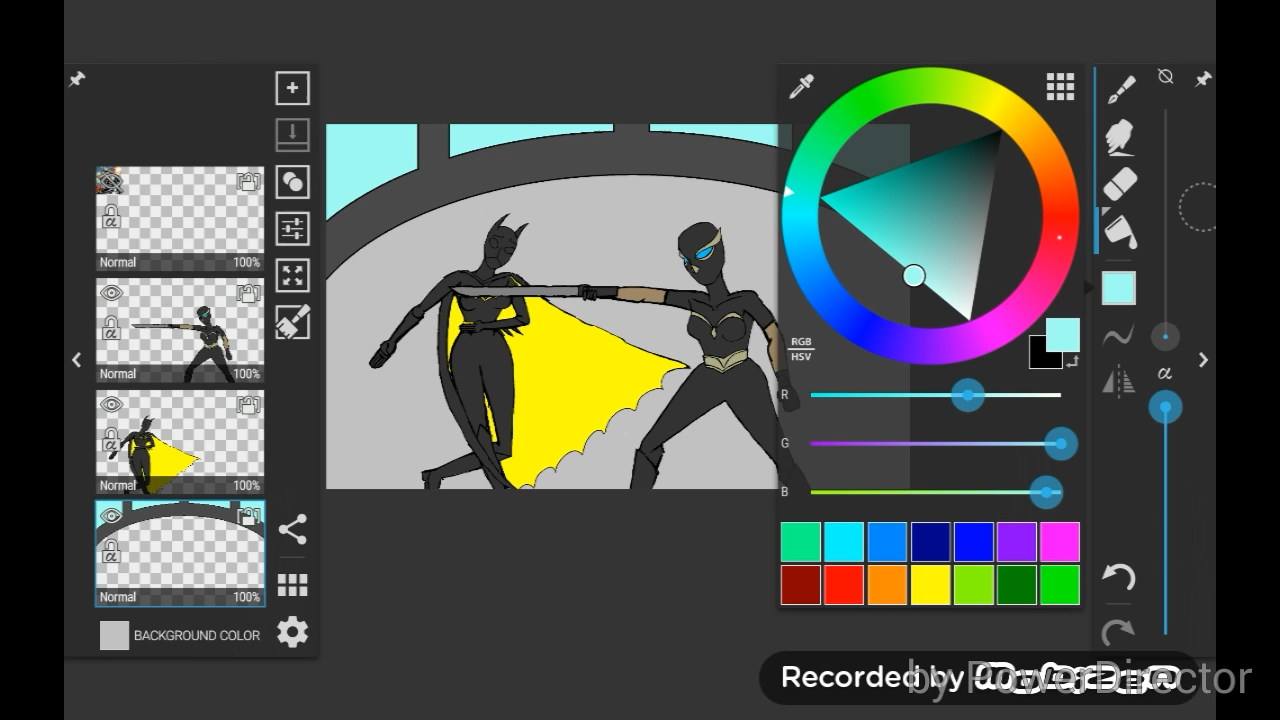 Normal 100%
Normal 100%
Normal 100%
Normal 100%
BACKGROUND COLOR
RGB
HSV
R
G
B
α
Recorded by
by PowerDirector